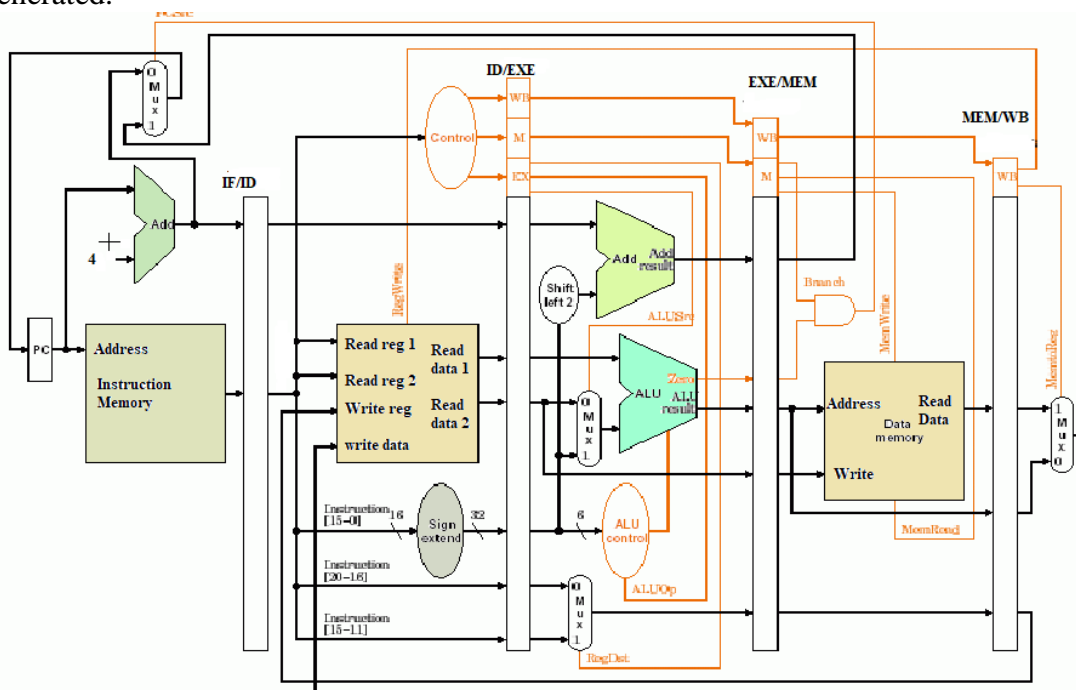 enerated.
PCSrc
0
M
u
x
1
ID/EXE
EXE/MEM
MEM/WB
WB
Control
M
EX
WB
M
WB
IF/ID
Add
4
RegWrite
Add
Add
result
Shift
left 2
ALUSrc
Branch
MemWrite
MemtoReg
PC
Address
Instruction
Memory
Read reg 1
Read
data 1
Read reg 2
Write reg
Read
data 2
write data
0
M
u
x
1
ALU
Zero
ALU
result
Address
Read
Data
Data
memory
Write
1
M
u
x
0
Instruction
[15-0]
16
Sign
extend
32
6
ALU
control
MemRead
Instruction
[20-16]
0
M
u
x
1
ALUOp
Instruction
[15-11]
RegDst